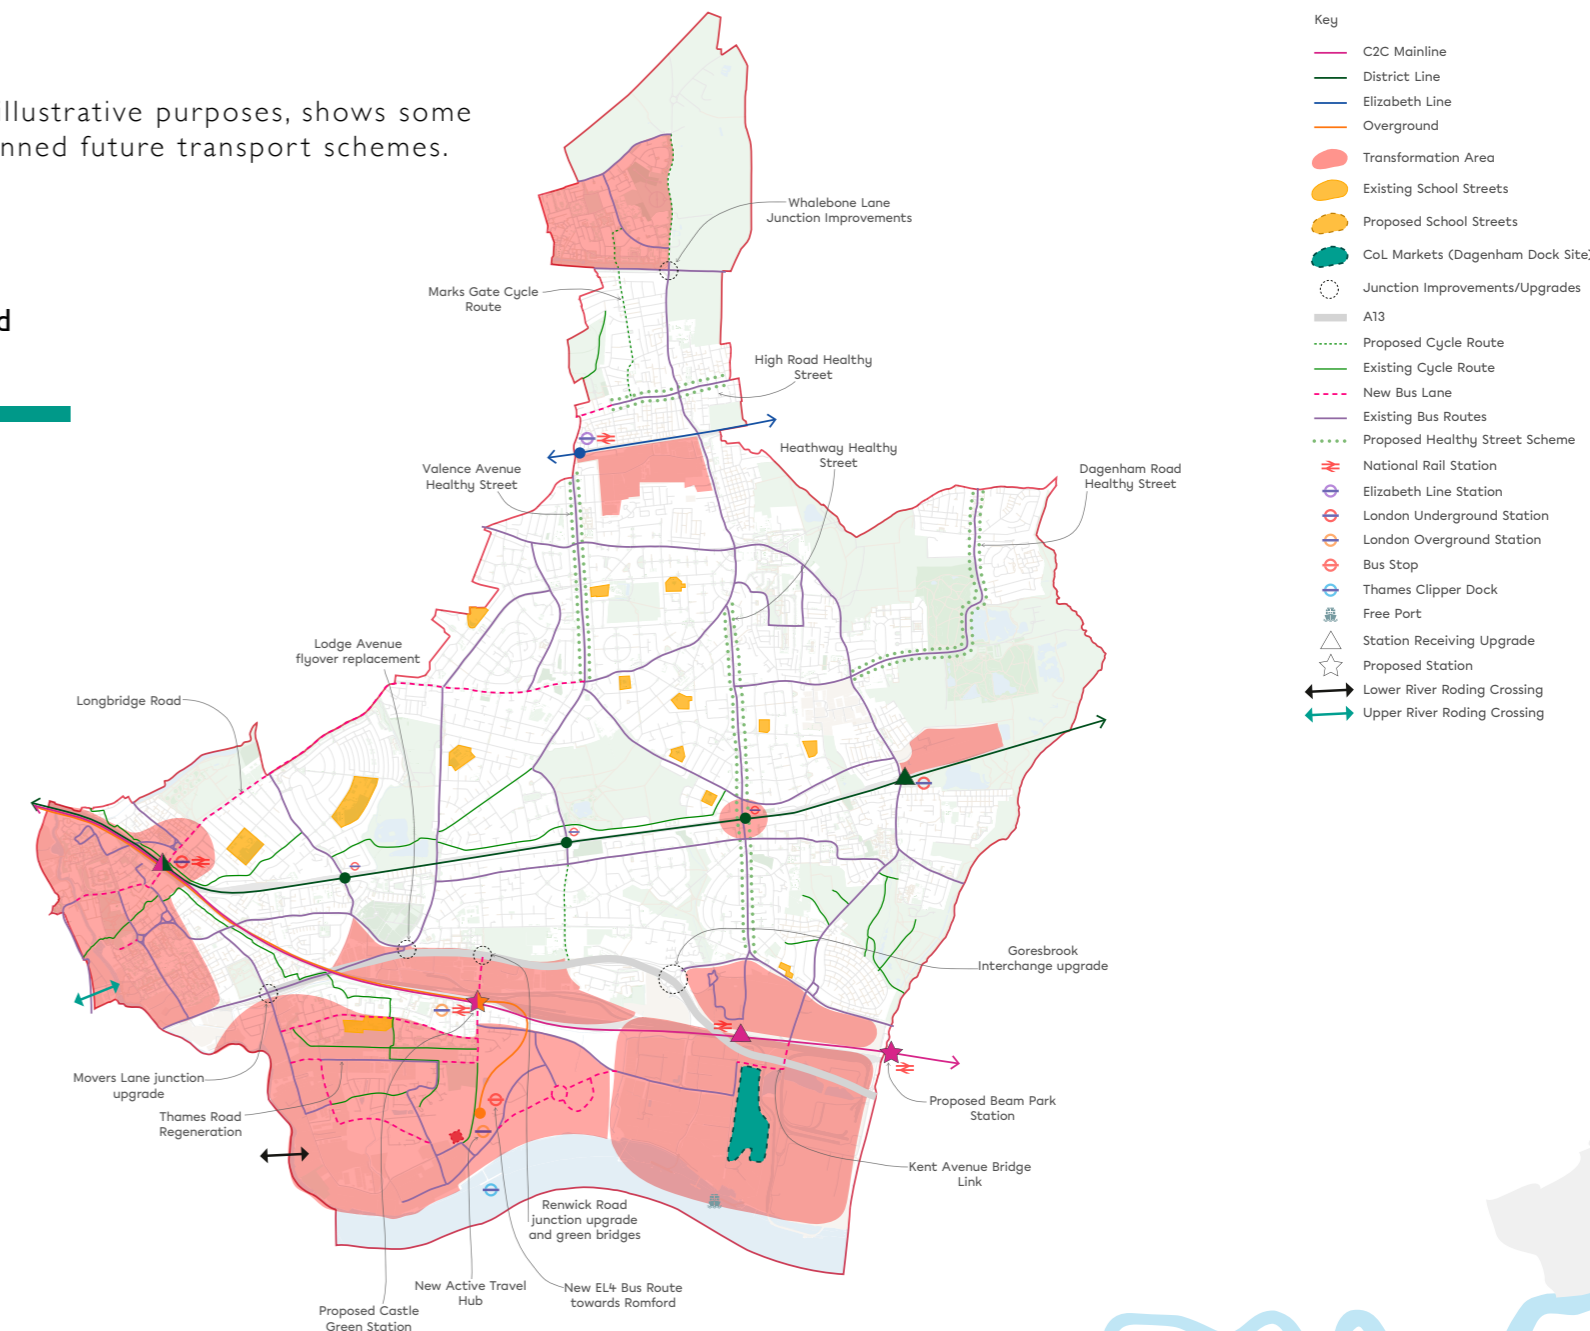 illustrative purposes, shows some
nned future transport schemes.
d
Whalebone Lane
Junction Improvements
Marks Gate Cycle
Route
High Road Healthy
Street
Heathway Healthy
Street
Valence Avenue
Healthy Street
Dagenham Road
Healthy Street
Lodge Avenue
flyover replacement
Longbridge Road
Goresbrook
Interchange upgrade
Movers Lane junction
upgrade
Thames Road
Regeneration
Proposed Beam Park
Station
Kent Avenue Bridge
Link
Renwick Road
junction upgrade
and green bridges
New Active Travel
Hub
New EL4 Bus Route
towards Romford
Proposed Castle
Green Station
Key
C2C Mainline
District Line
Elizabeth Line
Overground
Transformation Area
Existing School Streets
Proposed School Streets
CoL Markets (Dagenham Dock Site)
Junction Improvements/Upgrades
A13
Proposed Cycle Route
Existing Cycle Route
New Bus Lane
Existing Bus Routes
Proposed Healthy Street Scheme
National Rail Station
Elizabeth Line Station
London Underground Station
London Overground Station
Bus Stop
Thames Clipper Dock
Free Port
Station Receiving Upgrade
Proposed Station
Lower River Roding Crossing
Upper River Roding Crossing